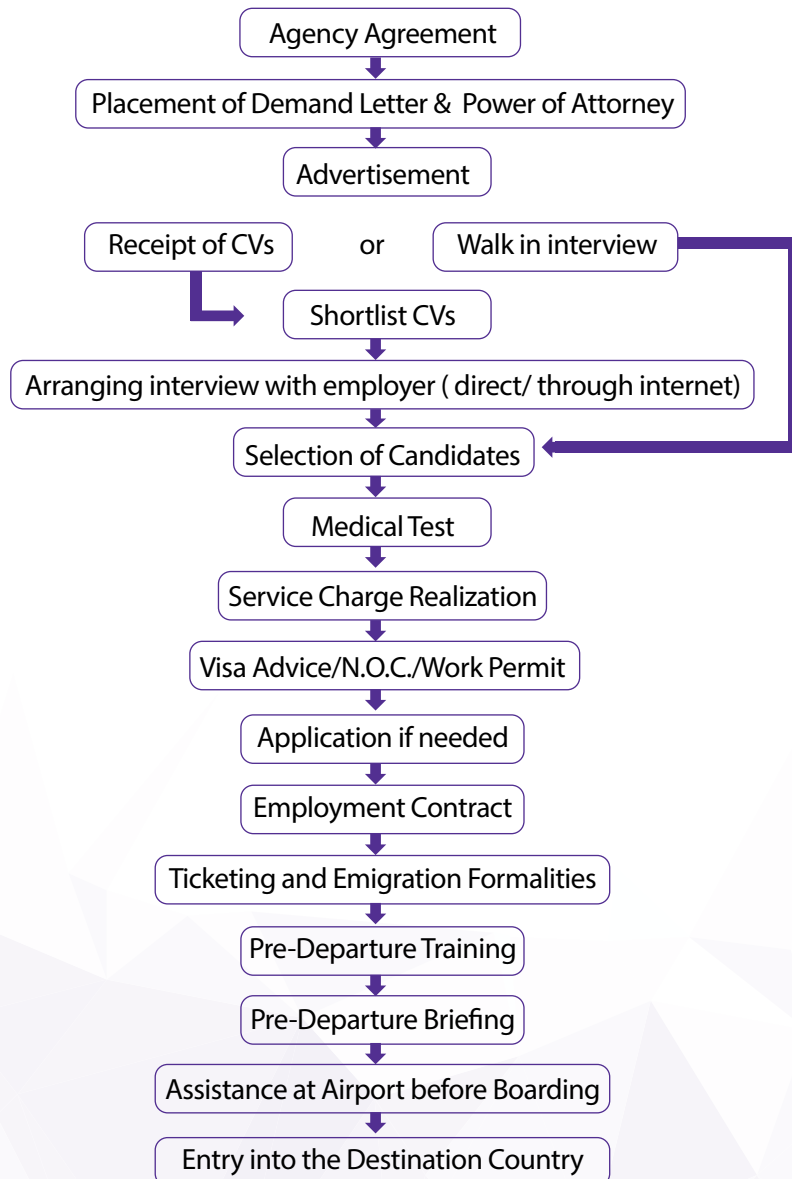 Agency Agreement
Placement of Demand Letter & Power of Attorney
Advertisement
Receipt of CVs or Walk in interview
Shortlist CVs
Arranging interview with employer ( direct/ through internet)
Selection of Candidates
Medical Test
Service Charge Realization
Visa Advice/N.O.C./Work Permit
Application if needed
Employment Contract
Ticketing and Emigration Formalities
Pre-Departure Training
Pre-Departure Briefing
Assistance at Airport before Boarding
Entry into the Destination Country